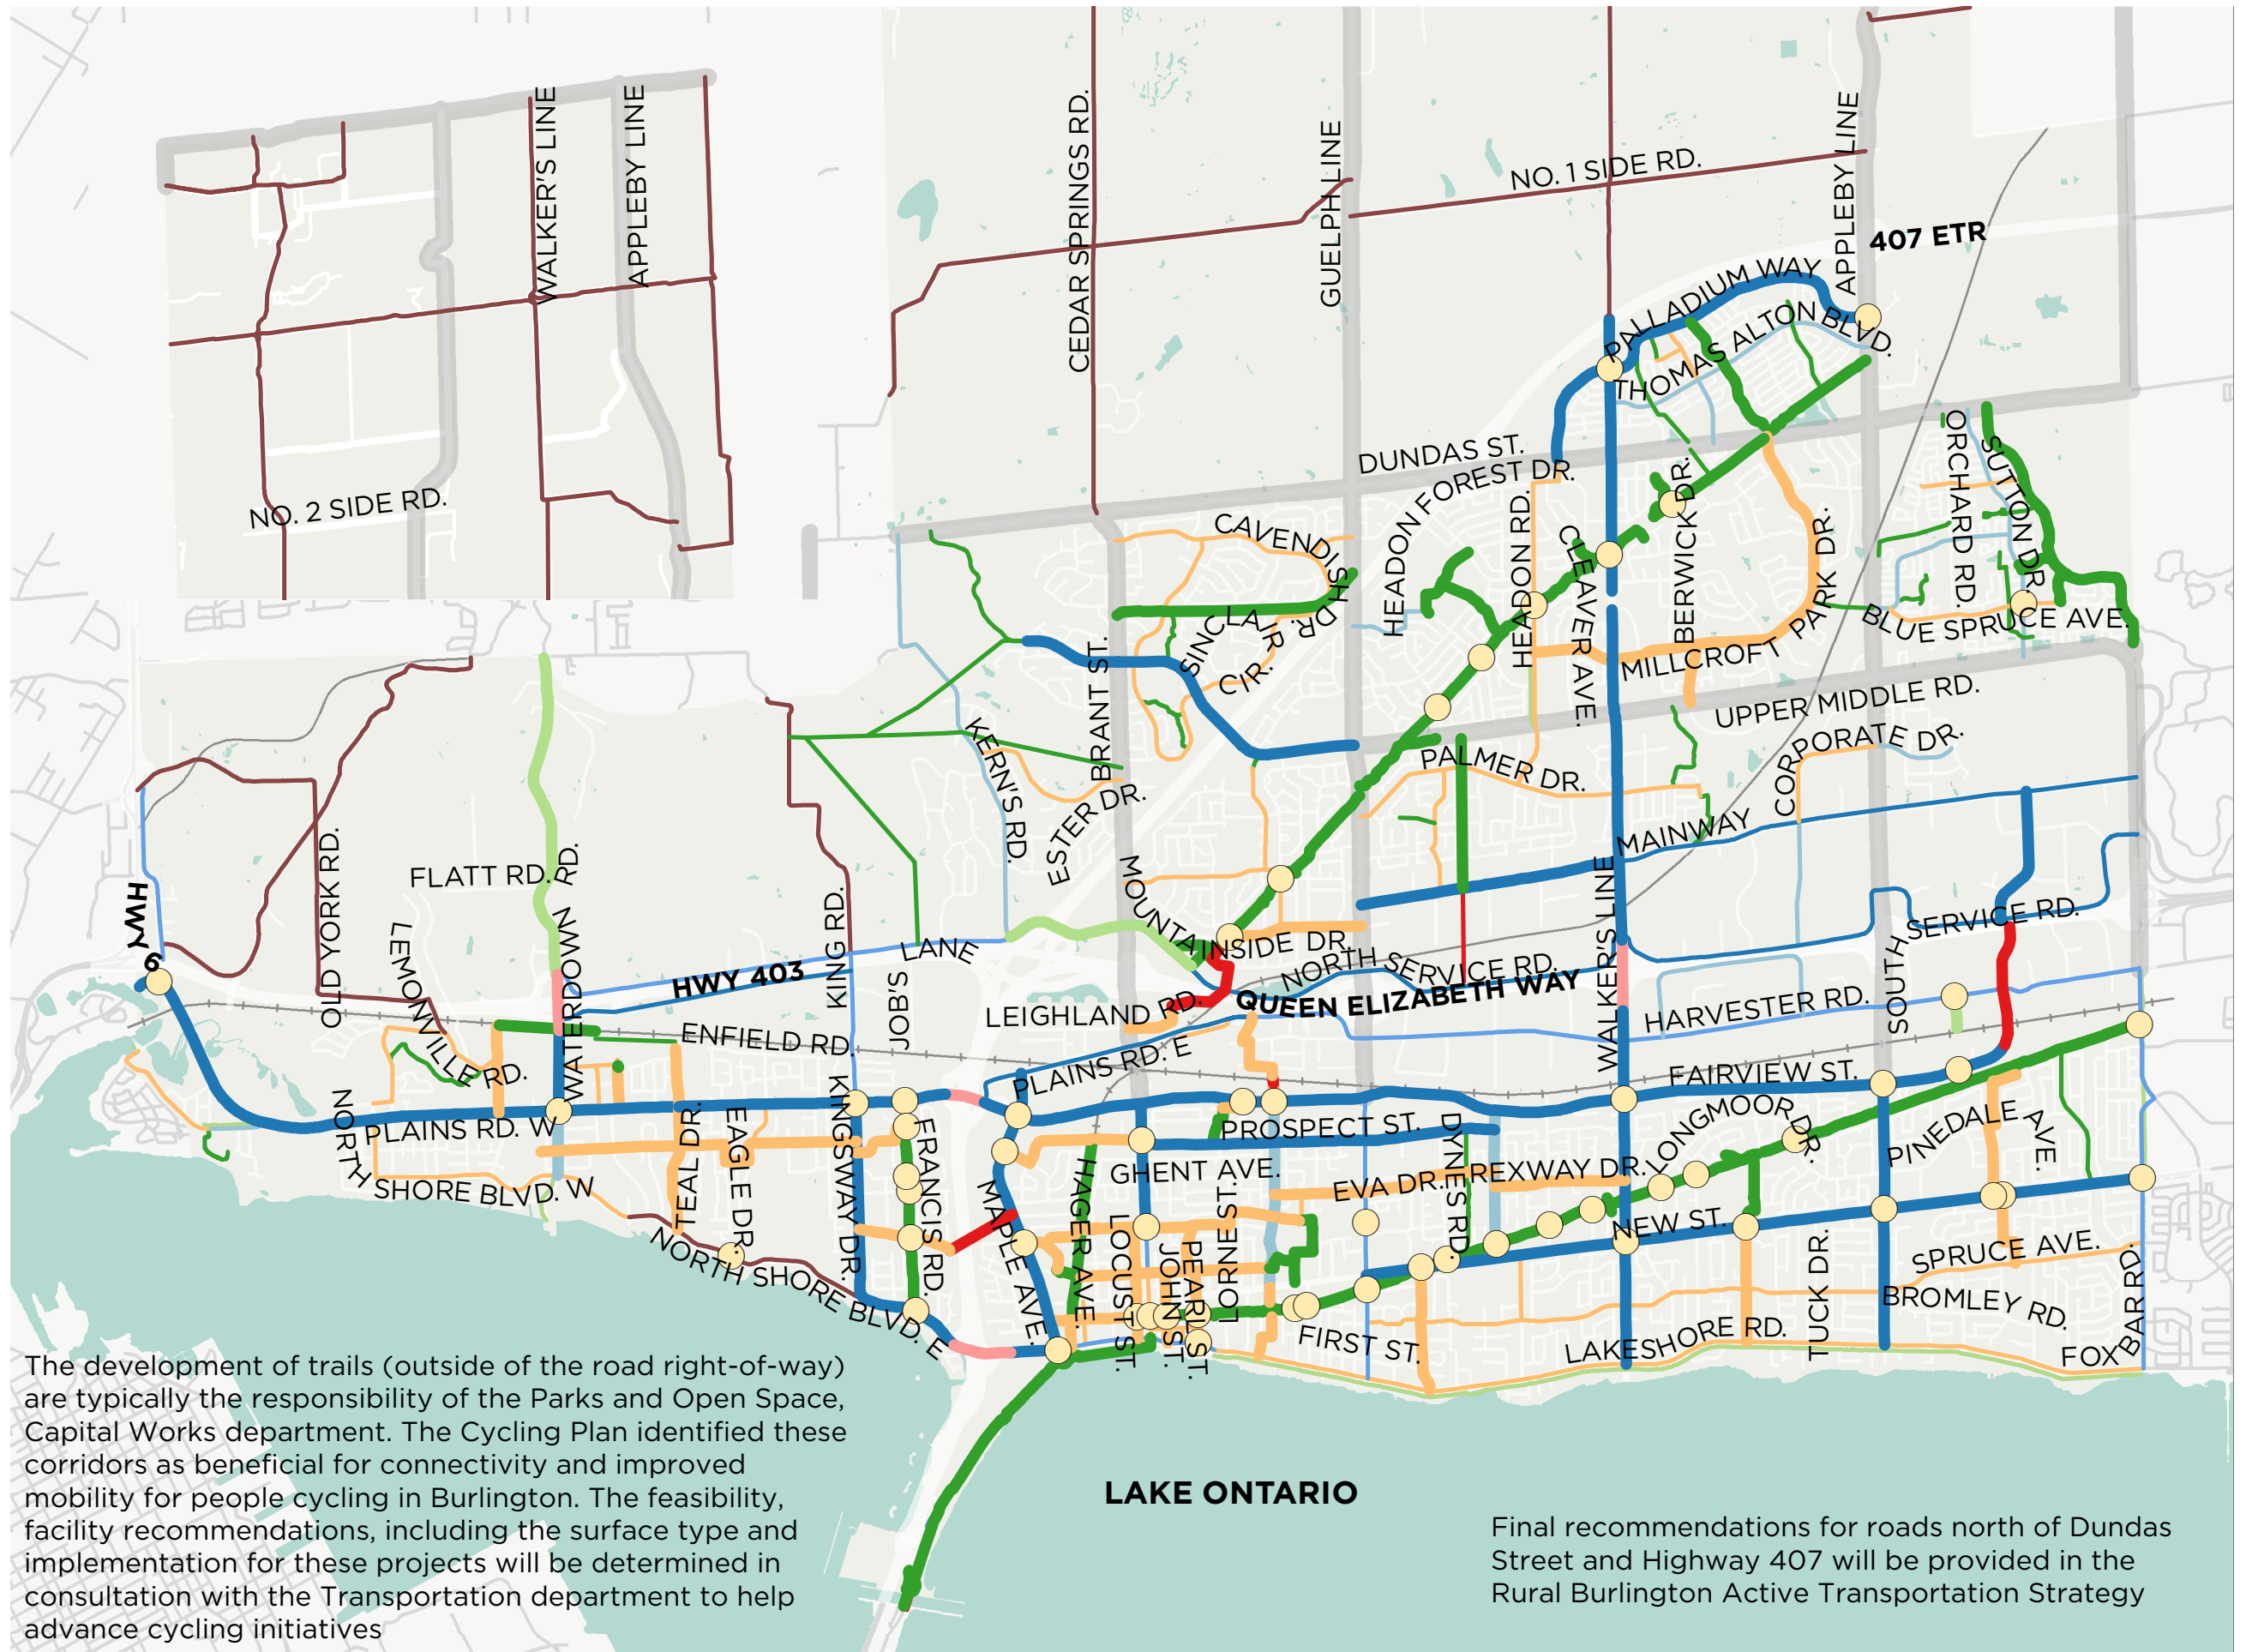 WALKER'S LINE
APPLEBY LINE
NO. 2 SIDE RD.
CEDAR SPRINGS RD.
GUELPH LINE
NO. 1 SIDE RD.
APPLEBY LINE
407 ETR
PALLADIUM WAY
THOMAS ALTON BLVD.
DUNDAS ST.
HEADON FOREST DR.
CAVENDISH DR.
SINCLAIR CIR.
HEADON RD.
CLEAVER AVE.
BERWICK DR.
PARK DR.
MILLCROFT
ORCHARD RD.
SUTTON DR.
BLUE SPRUCE AVE.
UPPER MIDDLE RD.
CORPORATE DR.
PALMER DR.
MAINWAY
BRANT ST.
KERN'S RD.
ESTER DR.
MOUNTAINSIDE DR.
NORTH SERVICE RD.
QUEEN ELIZABETH WAY
WALKER'S LINE
SOUTH SERVICE RD.
HARVESTER RD.
HWY 6
OLD YORK RD.
FLATT RD.
LEMONVILLE RD.
WATERDOWN RD.
HWY 403
KING RD.
JOB'S LANE
LEIGHLAND RD.
ENFIELD RD.
PLAINS RD. E
FAIRVIEW ST.
PLAINS RD. W
NORTH SHORE BLVD. W
TEAL DR.
EAGLE DR.
KINGSWAY DR.
FRANCIS RD.
NORTH SHORE BLVD. E
MAPLE AVE.
HAGER AVE.
LOCUST ST.
JOHN ST.
PEARL ST.
LORNE ST.
GHENT AVE.
PROSPECT ST.
EVA DR.
REXWAY DR.
DYNES RD.
LONGMOOR DR.
PINEDALE AVE.
NEW ST.
TUCK DR.
SPRUCE AVE.
BROMLEY RD.
FIRST ST.
LAKESHORE RD.
FOXBAR RD.
LAKE ONTARIO
The development of trails (outside of the road right-of-way)
are typically the responsibility of the Parks and Open Space,
Capital Works department. The Cycling Plan identified these
corridors as beneficial for connectivity and improved
mobility for people cycling in Burlington. The feasibility,
facility recommendations, including the surface type and
implementation for these projects will be determined in
consultation with the Transportation department to help
advance cycling initiatives
Final recommendations for roads north of Dundas
Street and Highway 407 will be provided in the
Rural Burlington Active Transportation Strategy